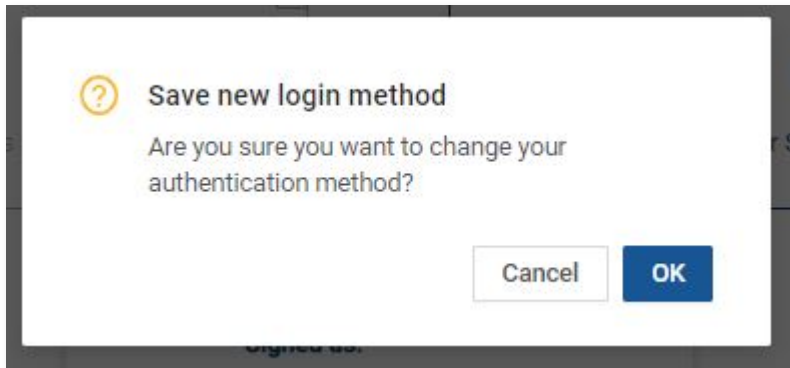 Save new login method
Are you sure you want to change your
authentication method?
Cancel
OK